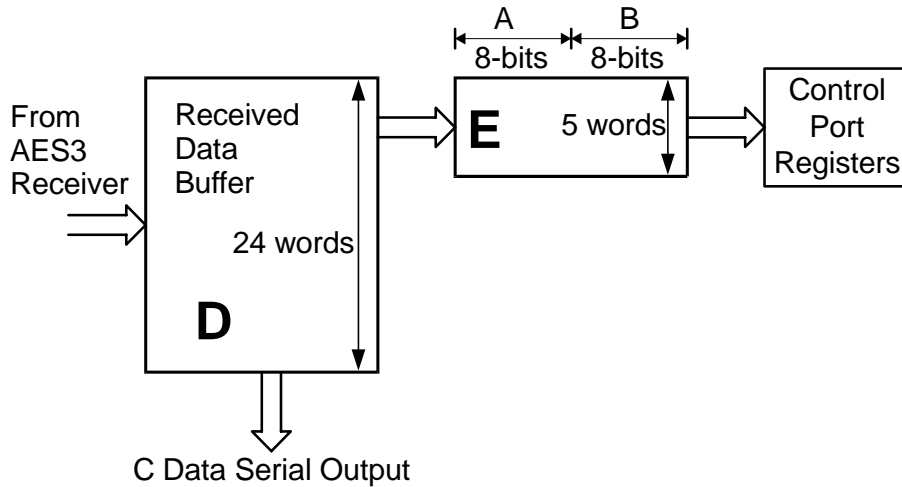 A
B
8-bits
8-bits
From
AES3
Receiver
Received
Data
Buffer
24 words
D
E
5 words
Control
Port
Registers
C Data Serial Output